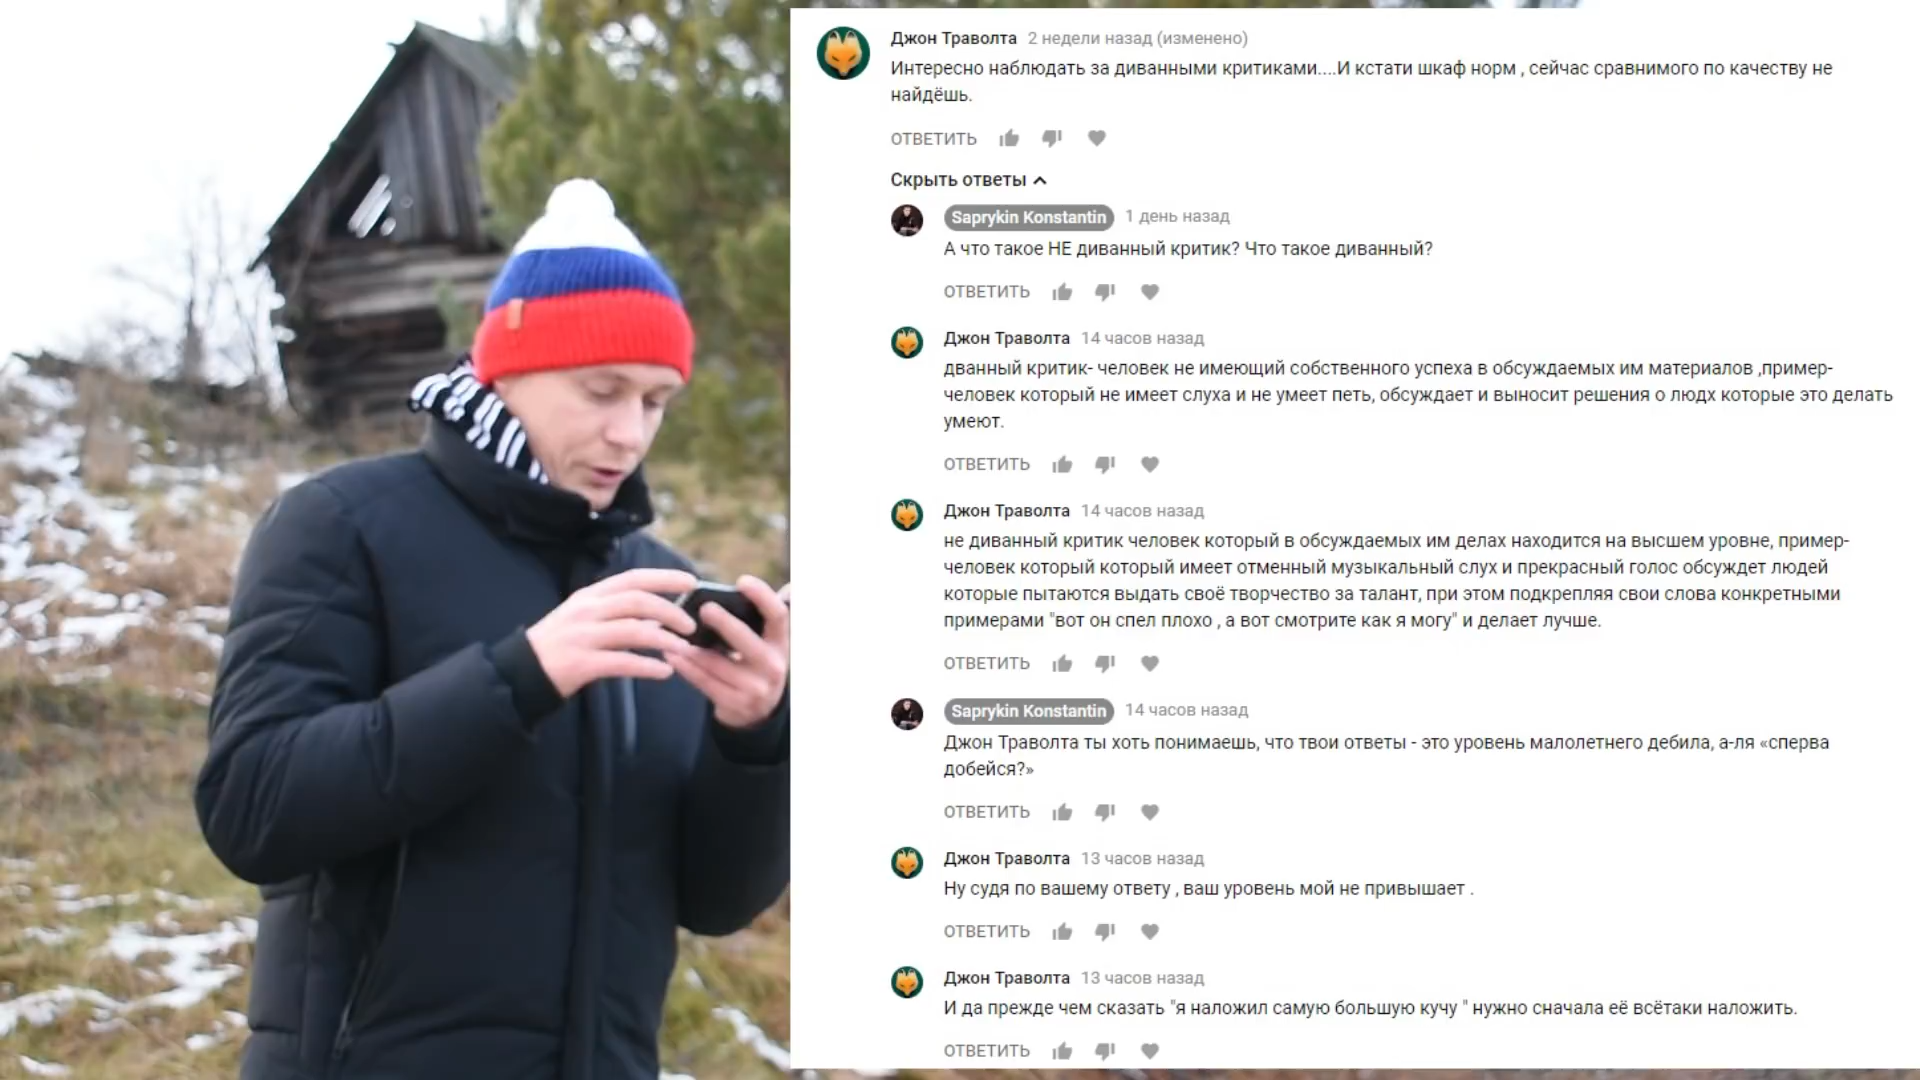 Джон Траволта 2 недели назад (изменено)
Интересно наблюдать за диванными критиками....И кстати шкаф норм , сейчас сравнимого по качеству не
найдёшь.
ОТВЕТИТЬ
Скрыть ответы
Saprykin Konstantin 1 день назад
А что такое НЕ диванный критик? Что такое диванный?
ОТВЕТИТЬ
Джон Траволта 14 часов назад
дванный критик- человек не имеющий собственного успеха в обсуждаемых им материалов ,пример-
человек который не имеет слуха и не умеет петь, обсуждает и выносит решения о людх которые это делать
умеют.
ОТВЕТИТЬ
Джон Траволта 14 часов назад
не диванный критик человек который в обсуждаемых им делах находится на высшем уровне, пример-
человек который который имеет отменный музыкальный слух и прекрасный голос обсуждет людей
которые пытаются выдать своё творчество за талант, при этом подкрепляя свои слова конкретными
примерами "вот он спел плохо , а вот смотрите как я могу" и делает лучше.
ОТВЕТИТЬ
Saprykin Konstantin 14 часов назад
Джон Траволта ты хоть понимаешь, что твои ответы - это уровень малолетнего дебила, а-ля «сперва
добейся?»
ОТВЕТИТЬ
Джон Траволта 13 часов назад
Ну судя по вашему ответу , ваш уровень мой не привышает .
ОТВЕТИТЬ
Джон Траволта 13 часов назад
И да прежде чем сказать "я наложил самую большую кучу " нужно сначала её всётаки наложить.
ОТВЕТИТЬ